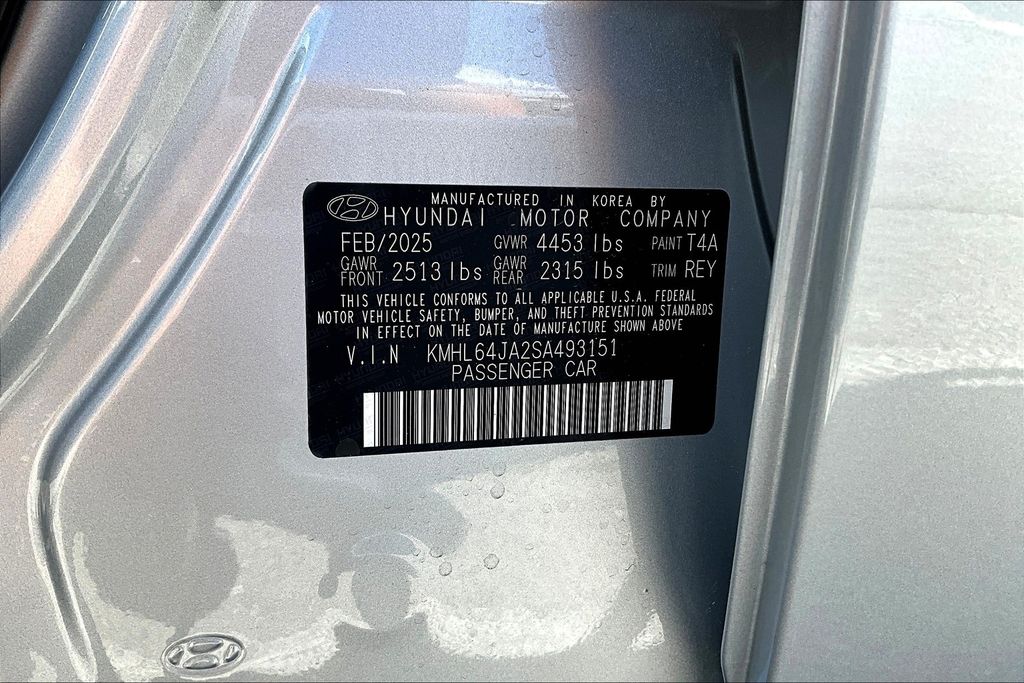 MANUFACTURED IN KOREA BY
HYUNDAI MOTOR COMPANY
FEB/2025 GVWR 4453 lbs PAINT T4A
GAWR FRONT 2513 lbs GAWR REAR 2315 lbs TRIM REY
THIS VEHICLE CONFORMS TO ALL APPLICABLE U.S.A. FEDERAL
MOTOR VEHICLE SAFETY, BUMPER, AND THEFT PREVENTION STANDARDS
IN EFFECT ON THE DATE OF MANUFACTURE SHOWN ABOVE
V.I.N KMHL64JA2SA493151
PASSENGER CAR